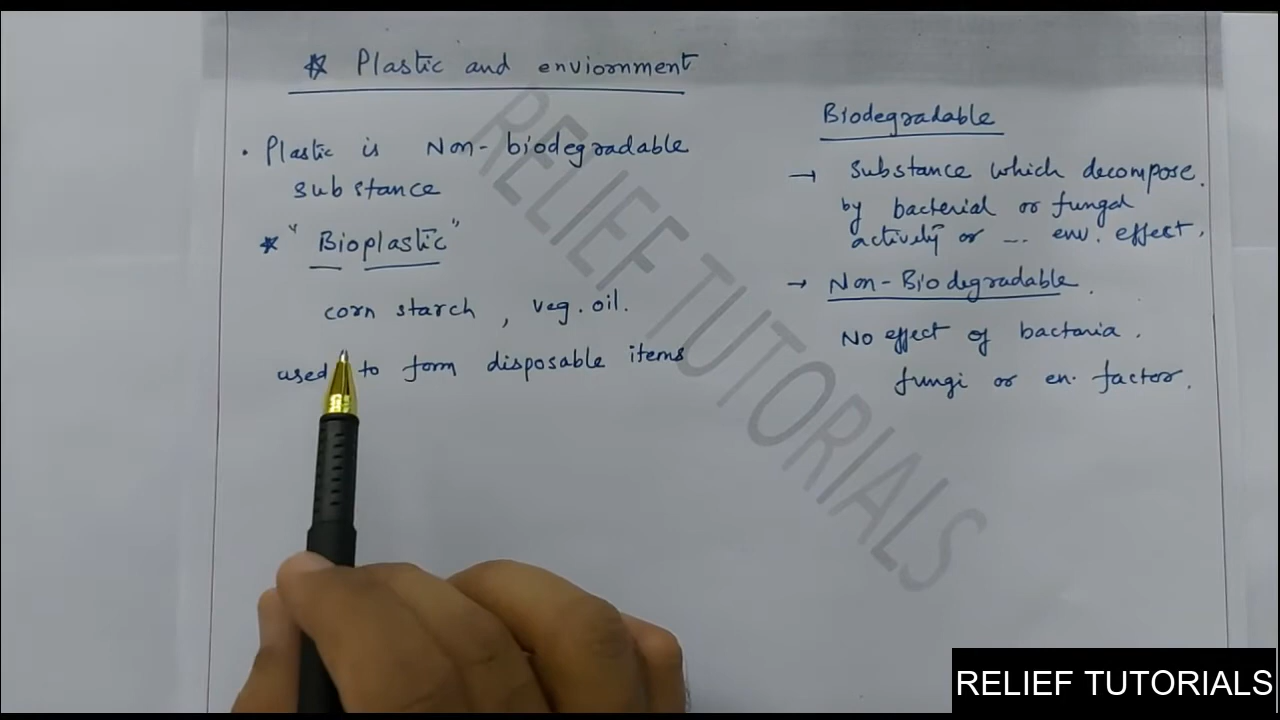 * Plastic and enviornment
• Plastic is Non-biodegradable
substance
* "Bioplastic"
corn starch, veg. oil.
used to form disposable items
Biodegradable
→ substance which decompose.
by bacterial or fungal
activity or ... env. effect.
→ Non-Biodegradable.
No effect of bactaria.
fungi or en. factor.
RELIEF TUTORIALS
RELIEF TUTORIALS